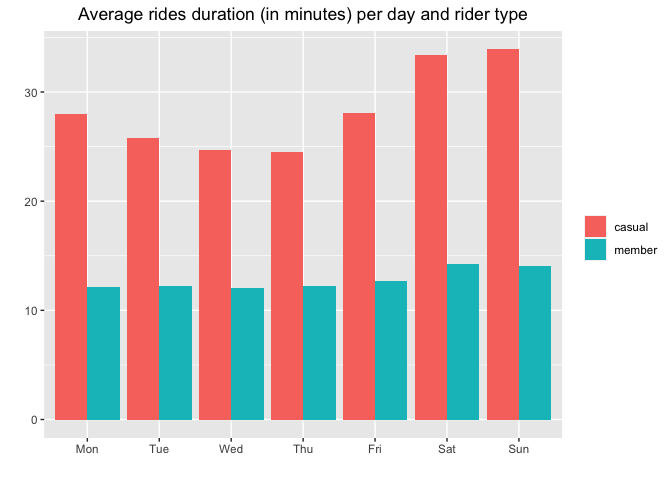 Average rides duration (in minutes) per day and rider type
30
20
10
0
casual
member
Mon Tue Wed Thu Fri Sat Sun